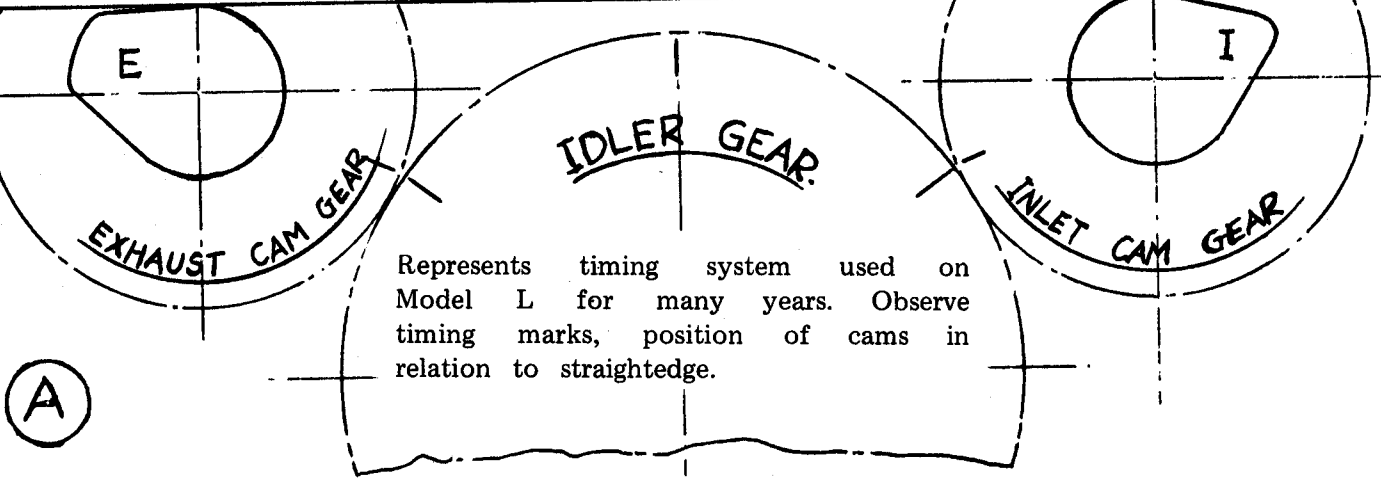 E
I
IDLER GEAR.
EXHAUST CAM GEAR
INLET CAM GEAR
Represents timing system used on
Model L for many years. Observe
timing marks, position of cams in
relation to straightedge.
A